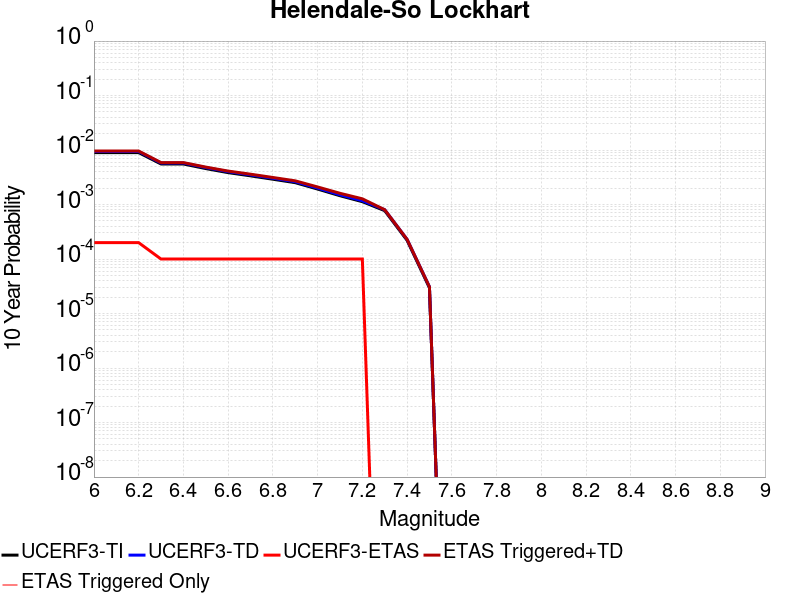 Helendale-So Lockhart
10^0
10^-1
10^-2
10^-3
10^-4
10^-5
10^-6
10^-7
10^-8
10 Year Probability
6 6.2 6.4 6.6 6.8 7 7.2 7.4 7.6 7.8 8 8.2 8.4 8.6 8.8 9
Magnitude
UCERF3-TI UCERF3-TD UCERF3-ETAS ETAS Triggered+TD
ETAS Triggered Only